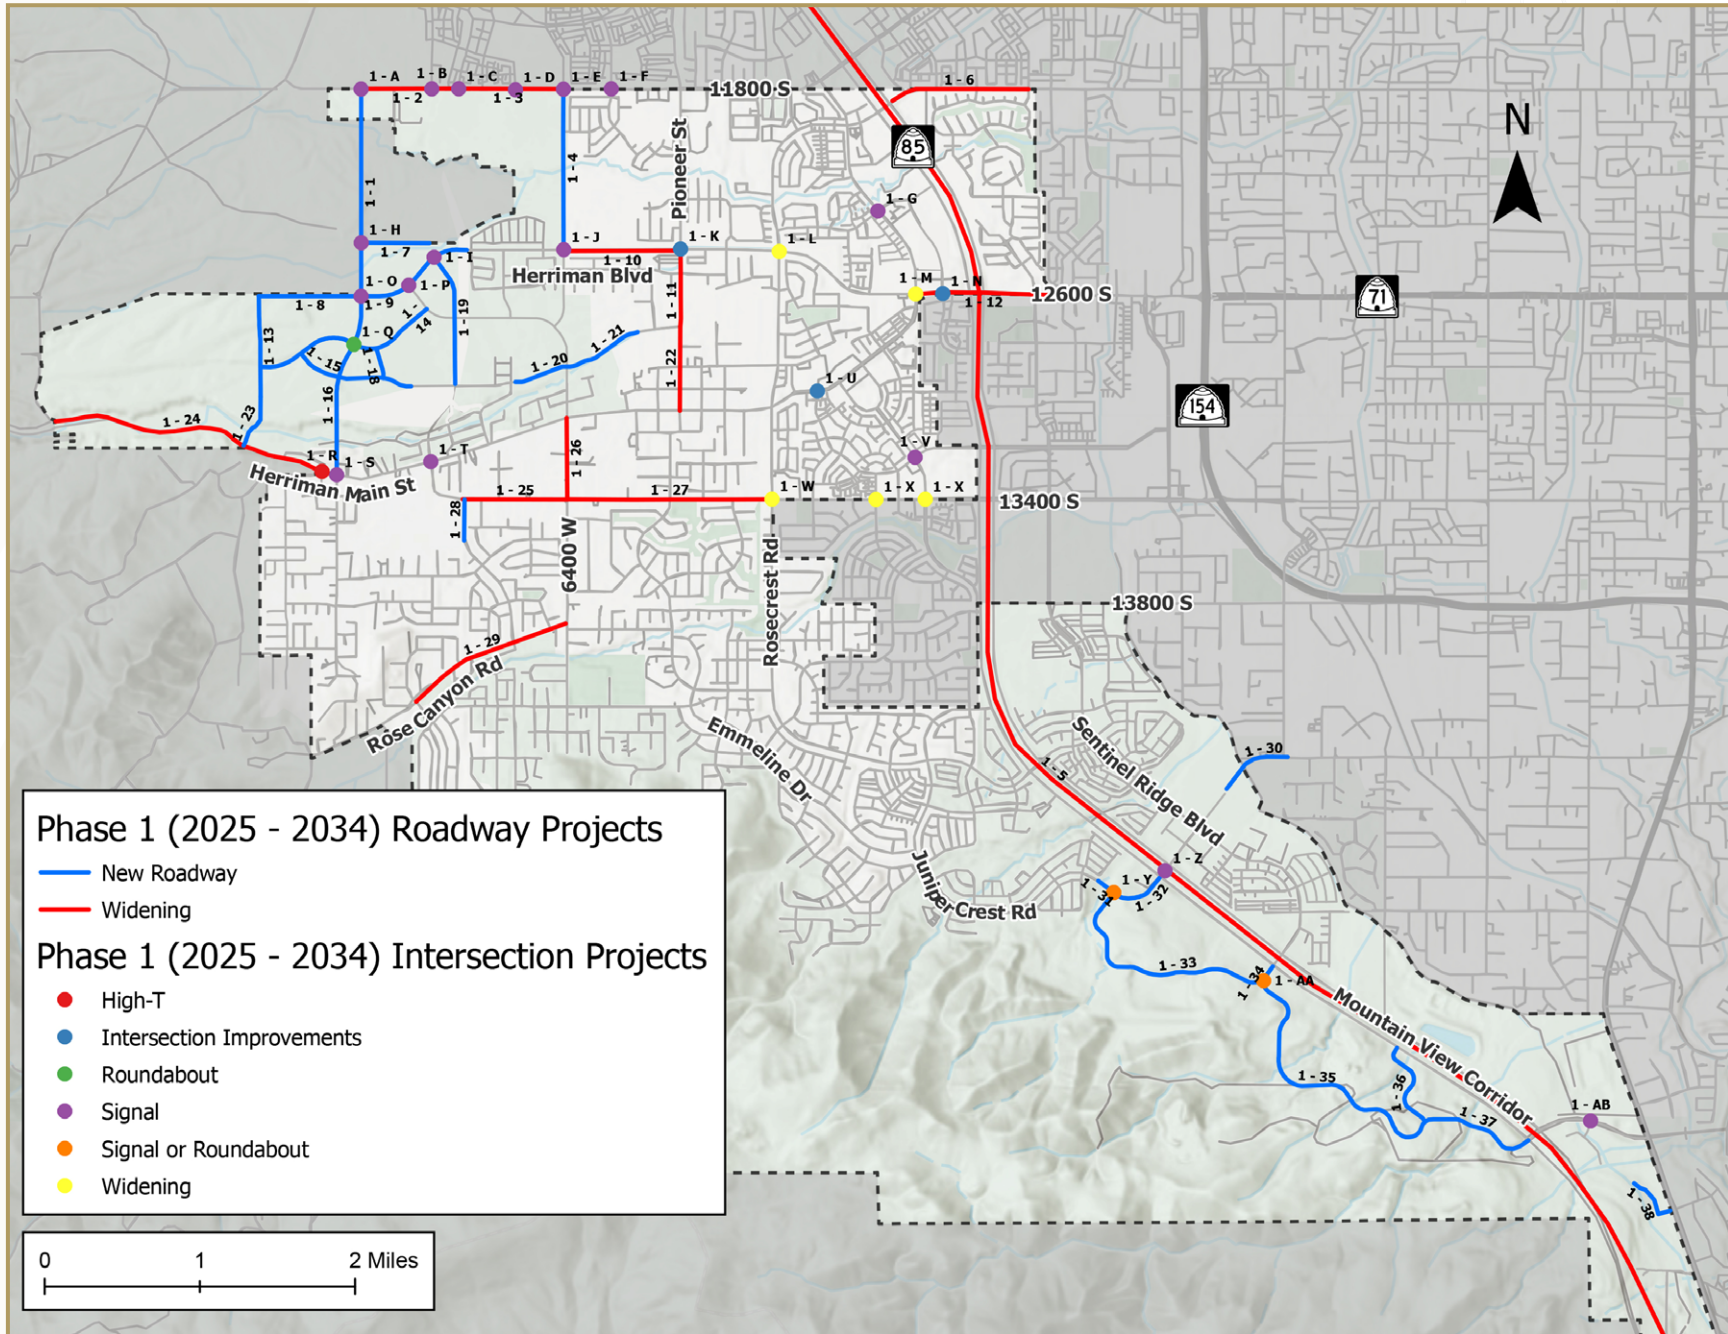 1 - A
1 - B
1 - C
1 - D
1 - E
1 - F
1 - 2
1 - 3
11800 S
1 - 6
N
85
Pioneer St
1 - 4
1 - 1
1 - G
1 - H
1 - 7
1 - I
1 - J
1 - K
1 - L
1 - 10
Herriman Blvd
1 - O
1 - P
1 - M
1 - N
1 - 12
12600 S
71
1 - 8
1 - 9
1 - 11
1 - 19
1 - 14
1 - Q
1 - 13
1 - 15
1 - 18
1 - 20
1 - 21
1 - 22
1 - U
154
1 - 16
1 - 23
1 - 24
1 - R
1 - S
1 - T
1 - 26
1 - V
Herriman Main St
1 - 25
1 - 27
1 - W
1 - X
1 - X
13400 S
1 - 28
6400 W
Rosecrest Rd
13800 S
1 - 29
Rose Canyon Rd
Emmeline Dr
Sentinel Ridge Blvd
1 - 5
1 - 30
Juniper Crest Rd
1 - Z
1 - Y
1 - 31
1 - 32
1 - 33
1 - 34
1 - AA
Mountain View Corridor
1 - 35
1 - 36
1 - 37
1 - AB
1 - 38
Phase 1 (2025 - 2034) Roadway Projects
New Roadway
Widening
Phase 1 (2025 - 2034) Intersection Projects
High-T
Intersection Improvements
Roundabout
Signal
Signal or Roundabout
Widening
0 1 2 Miles